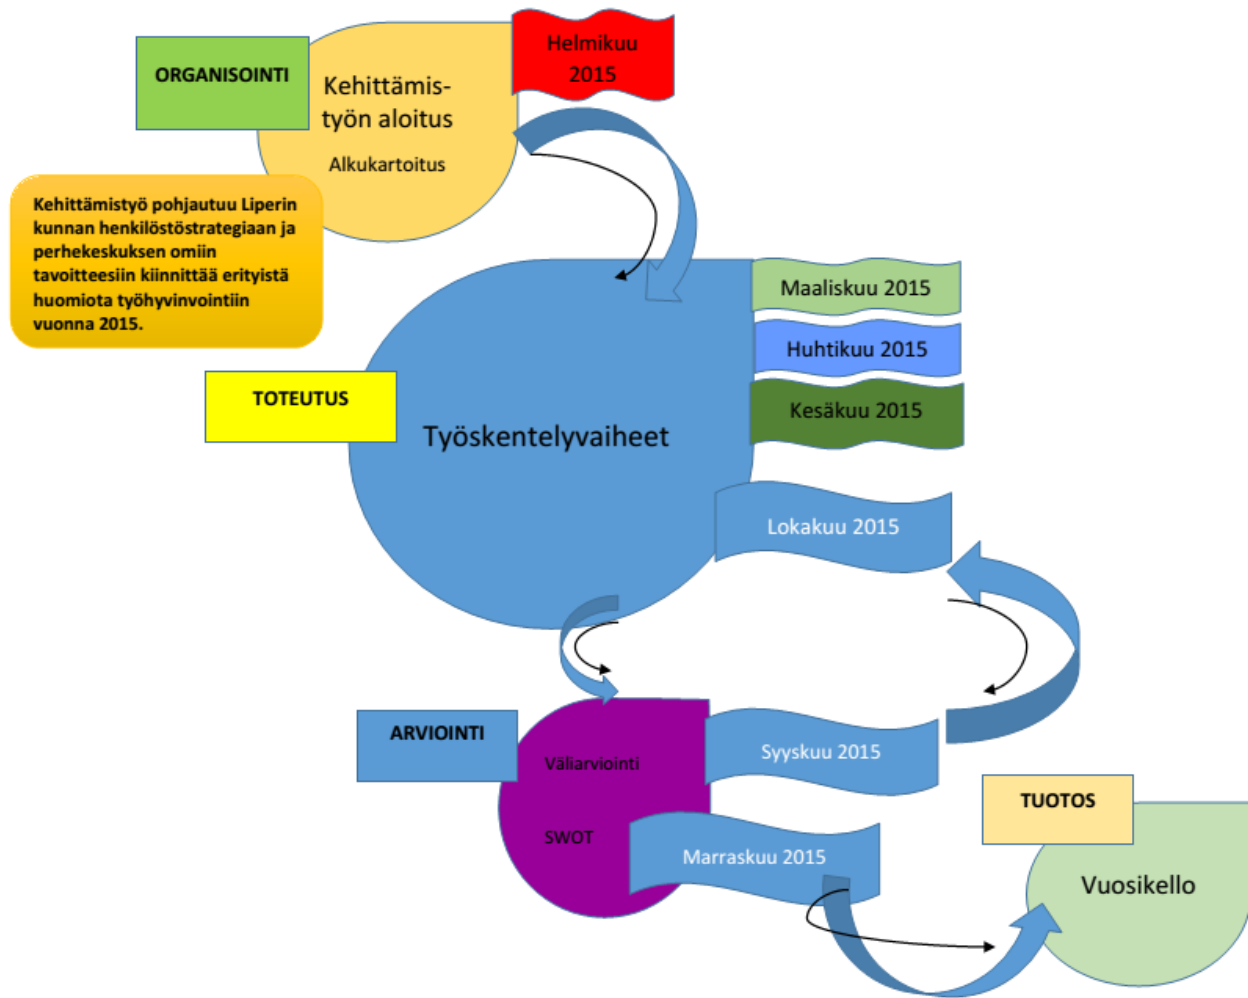 ORGANISOINTI
Kehittämis-
työn aloitus
Alkukartoitus
Helmikuu
2015
Kehittämistyö pohjautuu Liperin
kunnan henkilöstöstrategiaan ja
perhekeskuksen omiin
tavoitteesiin kiinnittää erityistä
huomiota työhyvinvointiin
vuonna 2015.
Maaliskuu 2015
Huhtikuu 2015
Kesäkuu 2015
TOTEUTUS
Työskentelyvaiheet
Lokakuu 2015
ARVIOINTI
Väliarviointi
Syyskuu 2015
SWOT
Marraskuu 2015
TUOTOS
Vuosikello